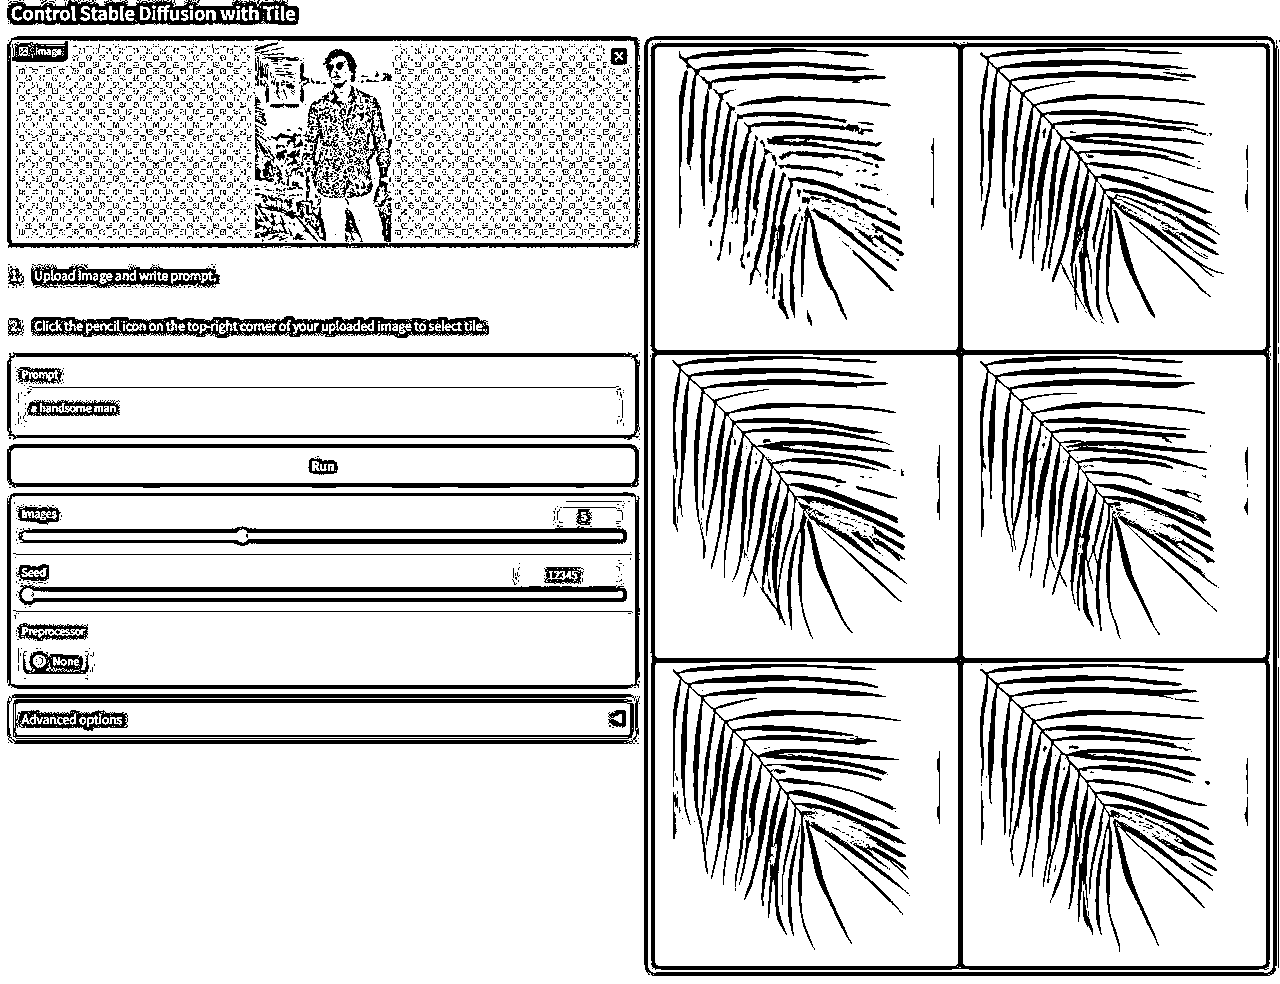 Control Stable Diffusion with Tile
Image
1. Upload image and write prompt.
2. Click the pencil icon on the top-right corner of your uploaded image to select tile.
Prompt
a handsome man
Run
Images
5
Seed
12345
Preprocessor
None
Advanced options